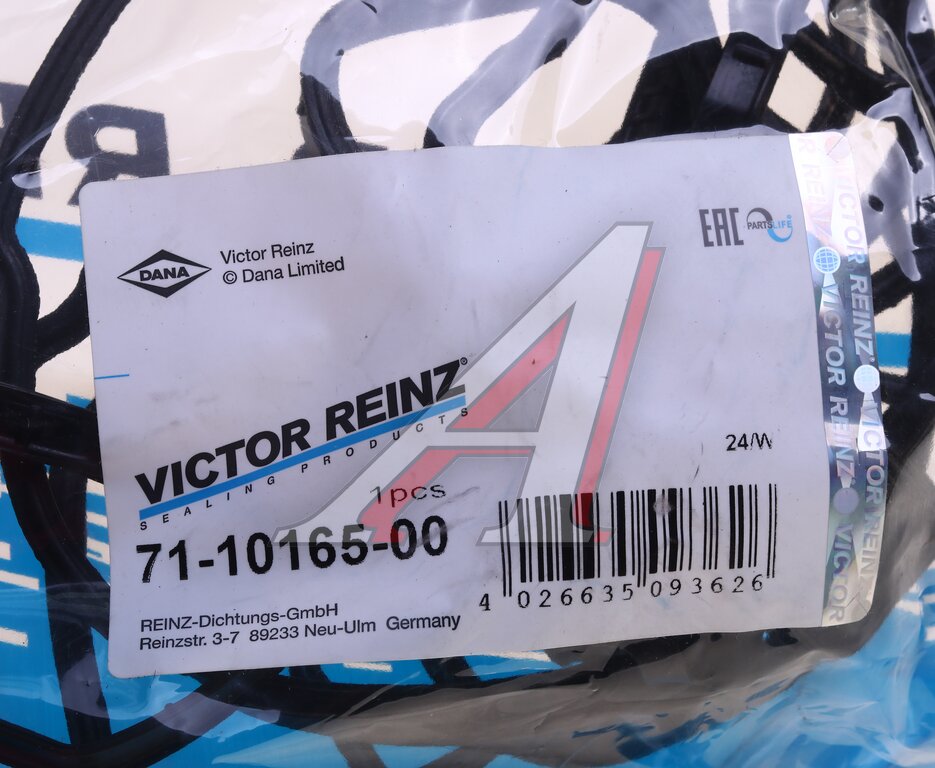 DANA
Victor Reinz
© Dana Limited
EAC
PARTSLIFE®
VICTOR REINZ®
SEALING PRODUCTS
24/W
1pcs
71-10165-00
4 026635 093626
REINZ-Dichtungs-GmbH
Reinzstr. 3-7 89233 Neu-Ulm Germany
VICTOR REINZ
VICTOR REINZ
VICTOR
VICTOR REINZ